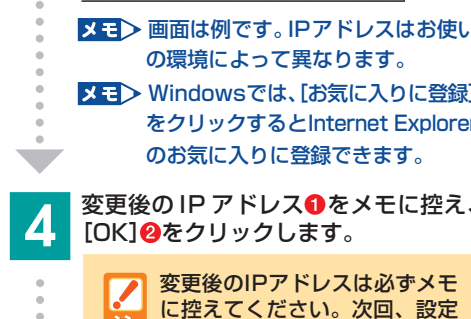 メモ 画面は例です。IPアドレスはお使い
の環境によって異なります。
メモ Windowsでは、[お気に入りに登録]
をクリックするとInternet Explorer
のお気に入りに登録できます。
4 変更後の IP アドレス❶をメモに控え、
[OK]❷をクリックします。
変更後のIPアドレスは必ずメモ
に控えてください。次回、設定